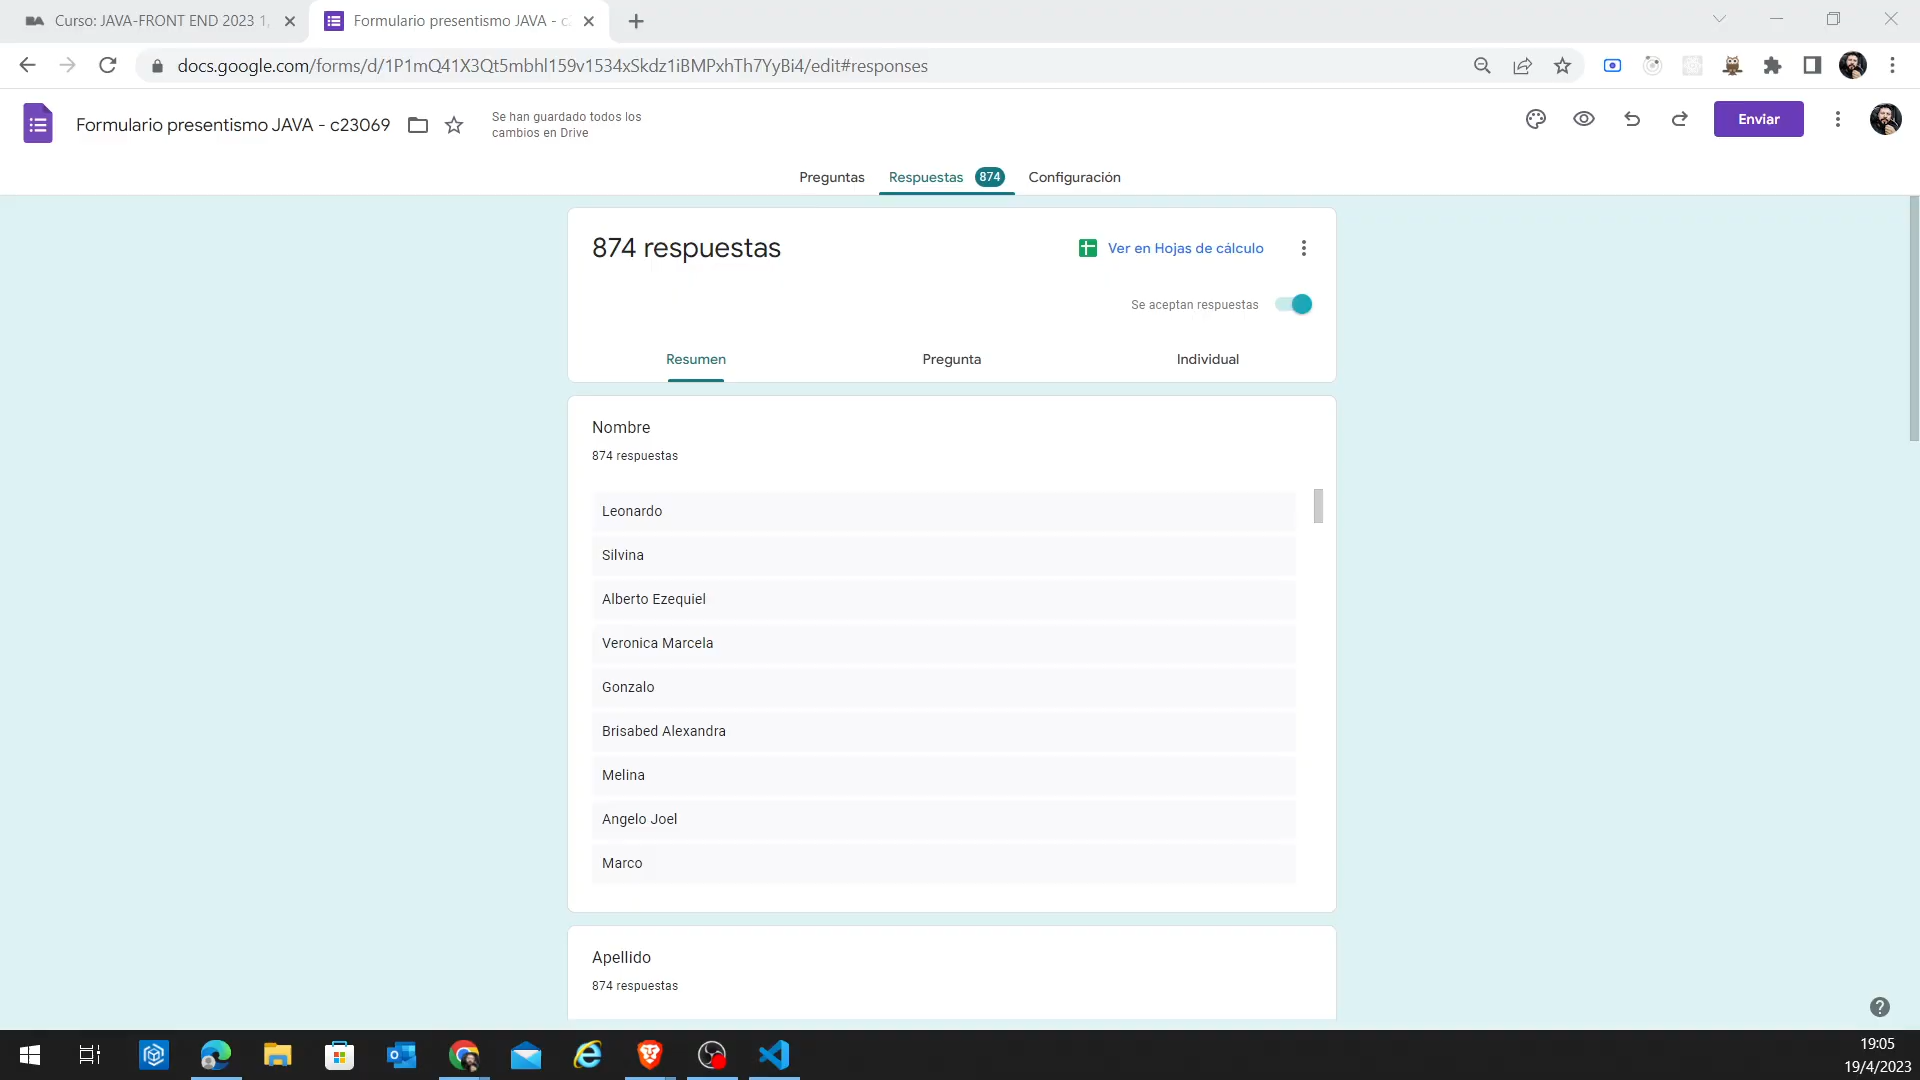 Curso: JAVA-FRONT END 2023 1,
Formulario presentismo JAVA - c2
docs.google.com/forms/d/1P1mQ41X3Qt5mbhl159v1534xSkdz1iBMPxhTh7YyBi4/edit#responses
Formulario presentismo JAVA - c23069
Se han guardado todos los
cambios en Drive
Enviar
Preguntas
Respuestas 874
Configuración
874 respuestas
Ver en Hojas de cálculo
Se aceptan respuestas
Resumen
Pregunta
Individual
Nombre
874 respuestas
Leonardo
Silvina
Alberto Ezequiel
Veronica Marcela
Gonzalo
Brisabed Alexandra
Melina
Angelo Joel
Marco
Apellido
874 respuestas
19:05
19/4/2023